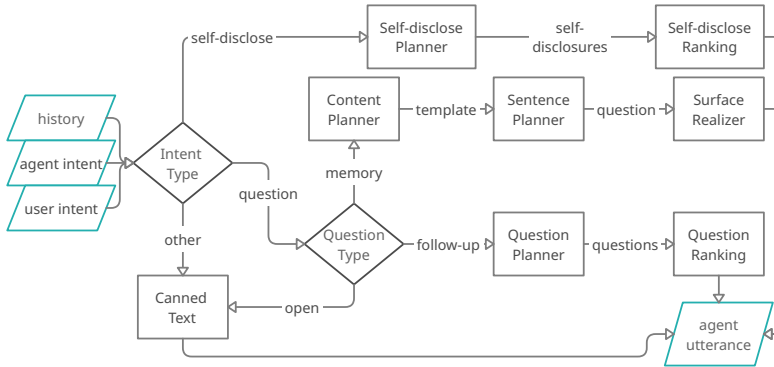 self-disclose
Self-disclose
Planner
self-
disclosures
Self-disclose
Ranking
history
agent intent
user intent
Intent
Type
Content
Planner
template
Sentence
Planner
question
Surface
Realizer
memory
question
other
Question
Type
follow-up
Question
Planner
questions
Question
Ranking
Canned
Text
open
agent
utterance